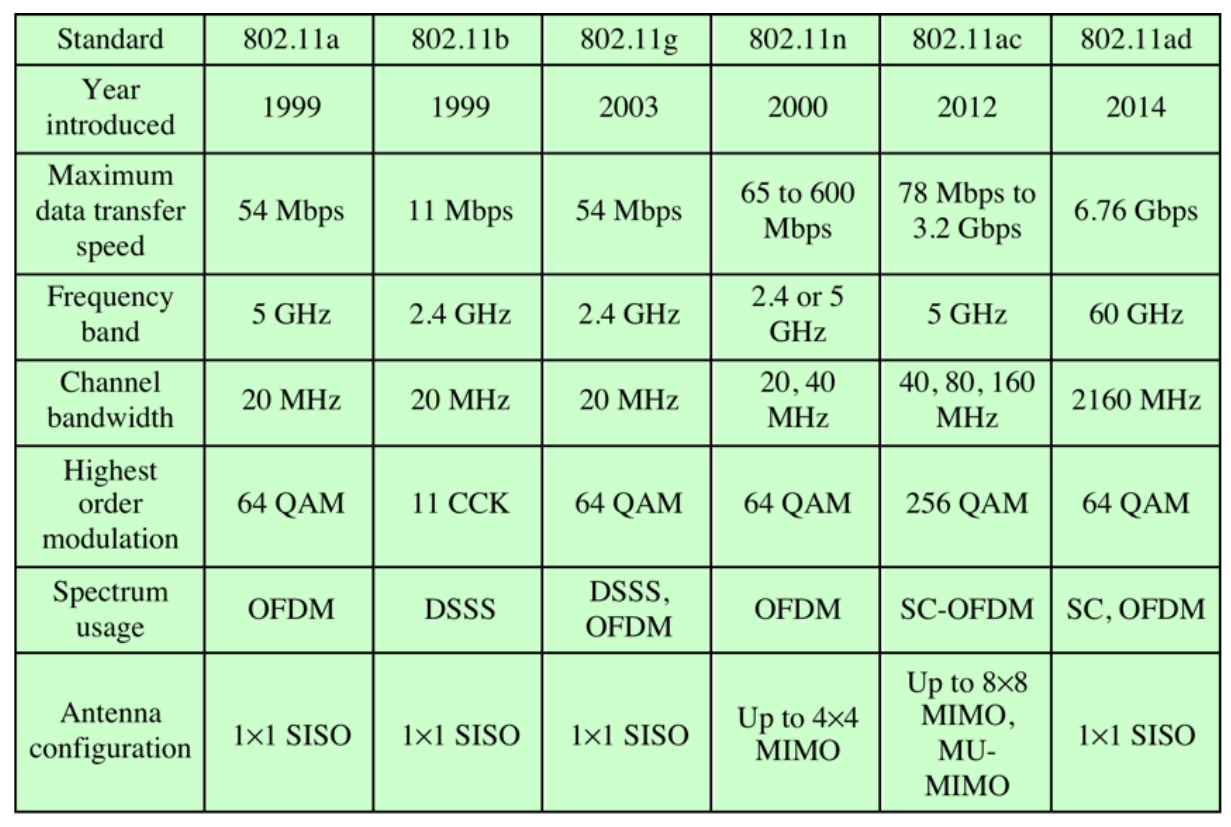 Standard 802.11a 802.11b 802.11g 802.11n 802.11ac 802.11ad
Year
introduced
1999
1999
2003
2000
2012
2014
Maximum
data transfer
speed
54 Mbps
11 Mbps
54 Mbps
65 to 600
Mbps
78 Mbps to
3.2 Gbps
6.76 Gbps
Frequency
band
5 GHz
2.4 GHz
2.4 GHz
2.4 or 5
GHz
5 GHz
60 GHz
Channel
bandwidth
20 MHz
20 MHz
20 MHz
20, 40
MHz
40, 80, 160
MHz
2160 MHz
Highest
order
modulation
64 QAM
11 CCK
64 QAM
64 QAM
256 QAM
64 QAM
Spectrum
usage
OFDM
DSSS
DSSS,
OFDM
OFDM
SC-OFDM
SC, OFDM
Antenna
configuration
1×1 SISO
1×1 SISO
1×1 SISO
Up to 4×4
MIMO
Up to 8×8
MIMO,
MU-
MIMO
1×1 SISO